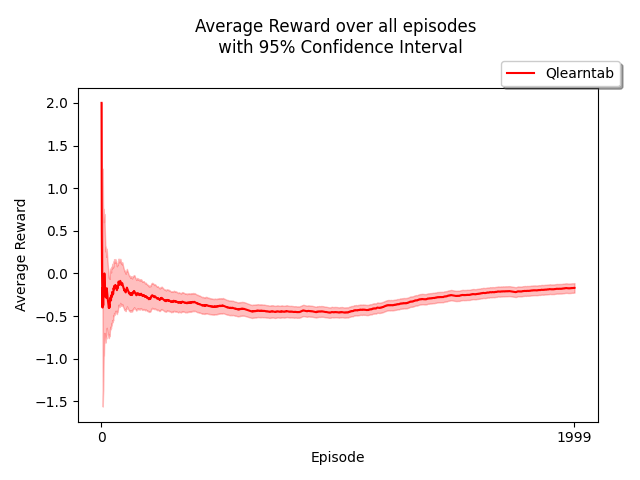 Average Reward over all episodes
with 95% Confidence Interval
Qlearntab
2.0
1.5
1.0
0.5
0.0
−0.5
−1.0
−1.5
Average Reward
0
1999
Episode